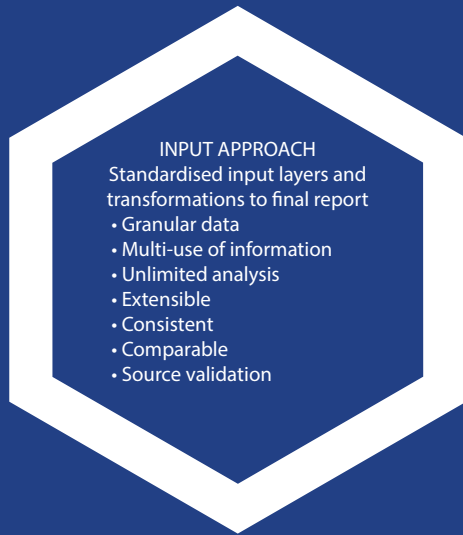 INPUT APPROACH
Standardised input layers and
transformations to final report
• Granular data
• Multi-use of information
• Unlimited analysis
• Extensible
• Consistent
• Comparable
• Source validation